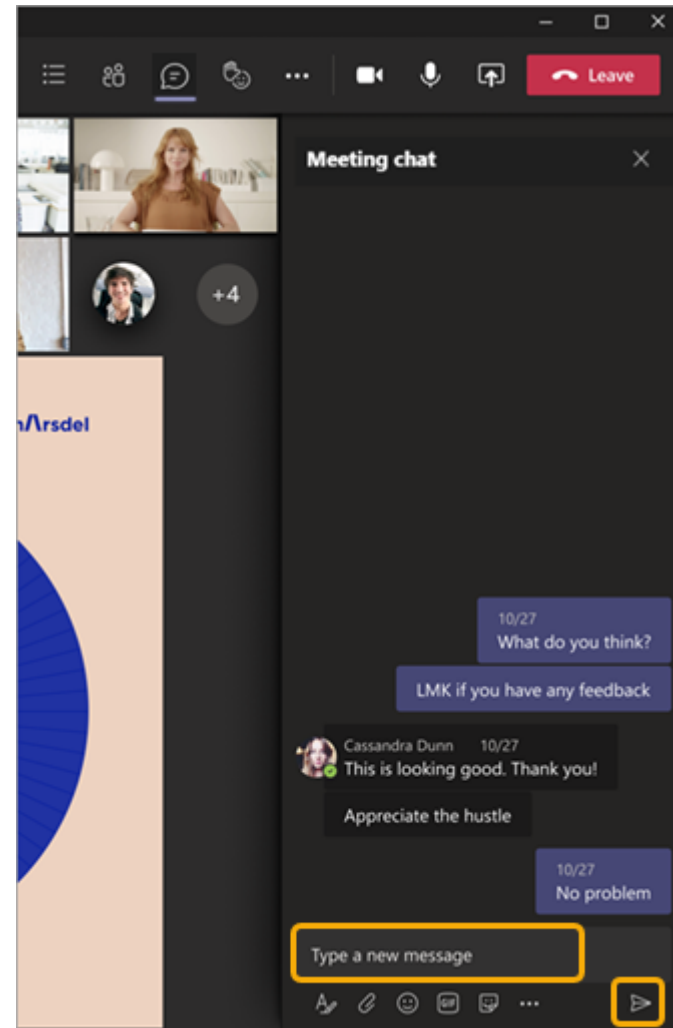 Leave
Meeting chat
+4
10/27
What do you think?
LMK if you have any feedback
Cassandra Dunn 10/27
This is looking good. Thank you!
Appreciate the hustle
10/27
No problem
Type a new message
GIF